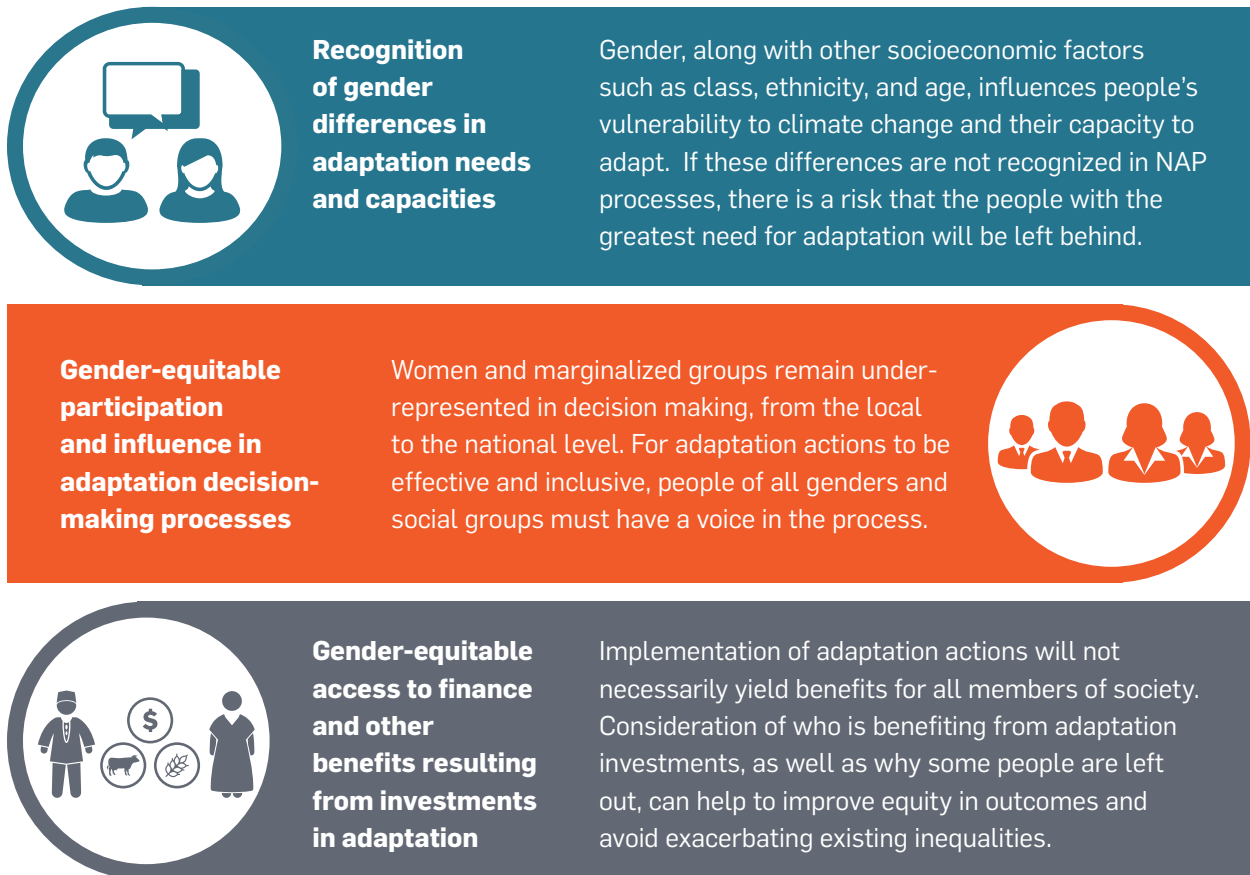 Recognition
of gender
differences in
adaptation needs
and capacities
Gender, along with other socioeconomic factors
such as class, ethnicity, and age, influences people's
vulnerability to climate change and their capacity to
adapt.  If these differences are not recognized in NAP
processes, there is a risk that the people with the
greatest need for adaptation will be left behind.
Gender-equitable
participation
and influence in
adaptation decision-
making processes
Women and marginalized groups remain under-
represented in decision making, from the local
to the national level. For adaptation actions to be
effective and inclusive, people of all genders and
social groups must have a voice in the process.
$
Gender-equitable
access to finance
and other
benefits resulting
from investments
in adaptation
Implementation of adaptation actions will not
necessarily yield benefits for all members of society.
Consideration of who is benefiting from adaptation
investments, as well as why some people are left
out, can help to improve equity in outcomes and
avoid exacerbating existing inequalities.